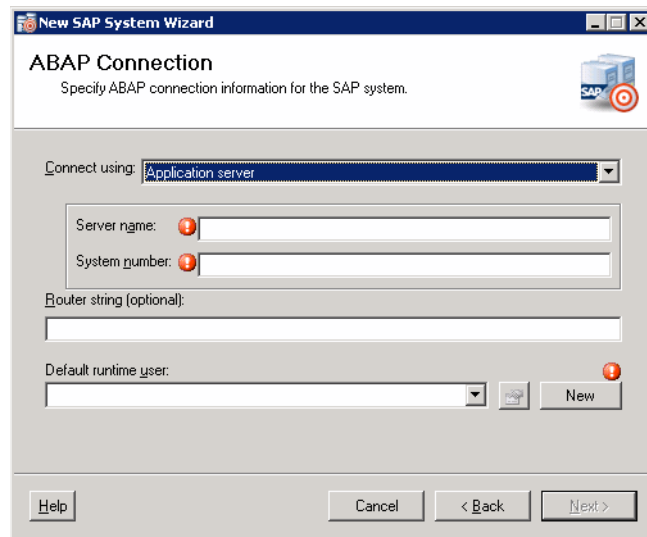 New SAP System Wizard
ABAP Connection
Specify ABAP connection information for the SAP system.
SAP
Connect using: Application server
Server name:
System number:
Router string (optional):
Default runtime user:
New
Help Cancel < Back Next >